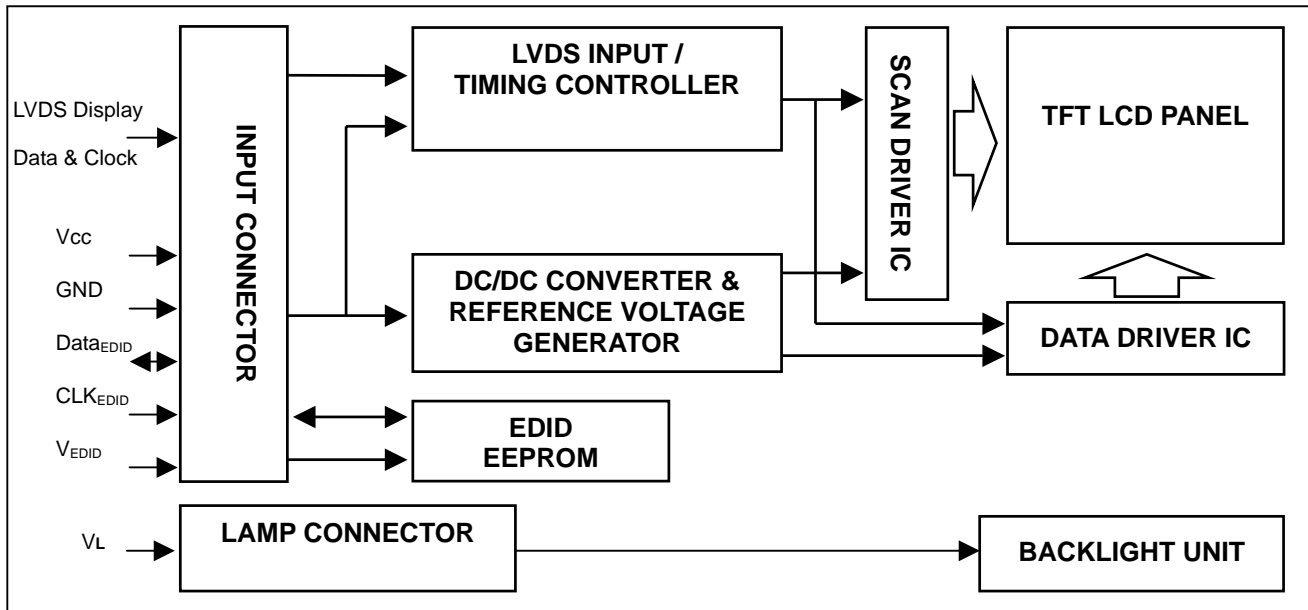 LVDS Display
Data & Clock
Vcc
GND
DataEDID
CLKEDID
VEDID
VL
INPUT CONNECTOR
LVDS INPUT /
TIMING CONTROLLER
DC/DC CONVERTER &
REFERENCE VOLTAGE
GENERATOR
EDID
EEPROM
LAMP CONNECTOR
SCAN DRIVER IC
TFT LCD PANEL
DATA DRIVER IC
BACKLIGHT UNIT